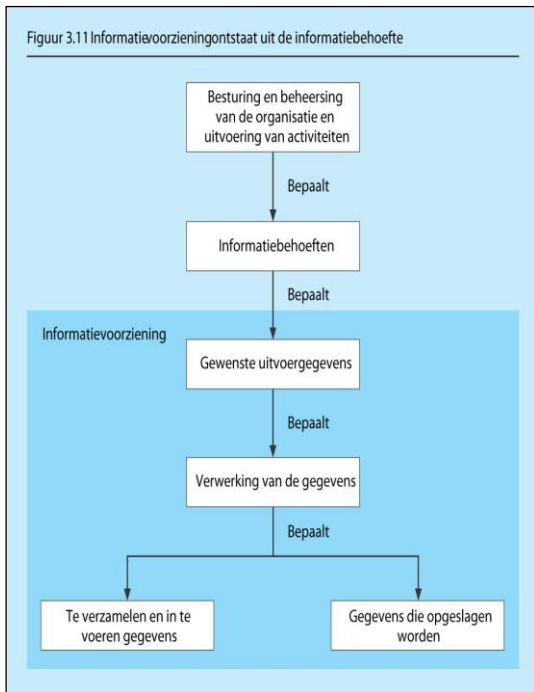 Figuur 3.11 Informatievoorzieningontstaat uit de informatiebehoefte
Besturing en beheersing
van de organisatie en
uitvoering van activiteiten
Bepaalt
Informatiebehoeften
Bepaalt
Informatievoorziening
Gewenste uitvoergegevens
Bepaalt
Verwerking van de gegevens
Bepaalt
Te verzamelen en in te
voeren gegevens
Gegevens die opgeslagen
worden